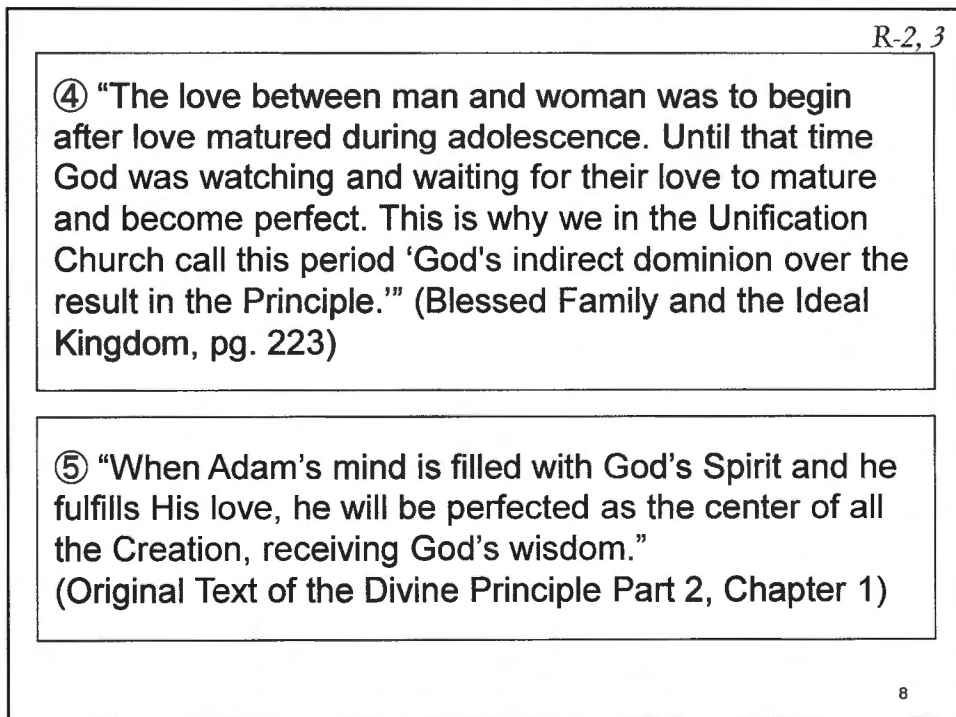 R-2, 3
④ “The love between man and woman was to begin
after love matured during adolescence. Until that time
God was watching and waiting for their love to mature
and become perfect. This is why we in the Unification
Church call this period ‘God's indirect dominion over the
result in the Principle.’” (Blessed Family and the Ideal
Kingdom, pg. 223)
⑤ “When Adam’s mind is filled with God’s Spirit and he
fulfills His love, he will be perfected as the center of all
the Creation, receiving God’s wisdom.”
(Original Text of the Divine Principle Part 2, Chapter 1)
8